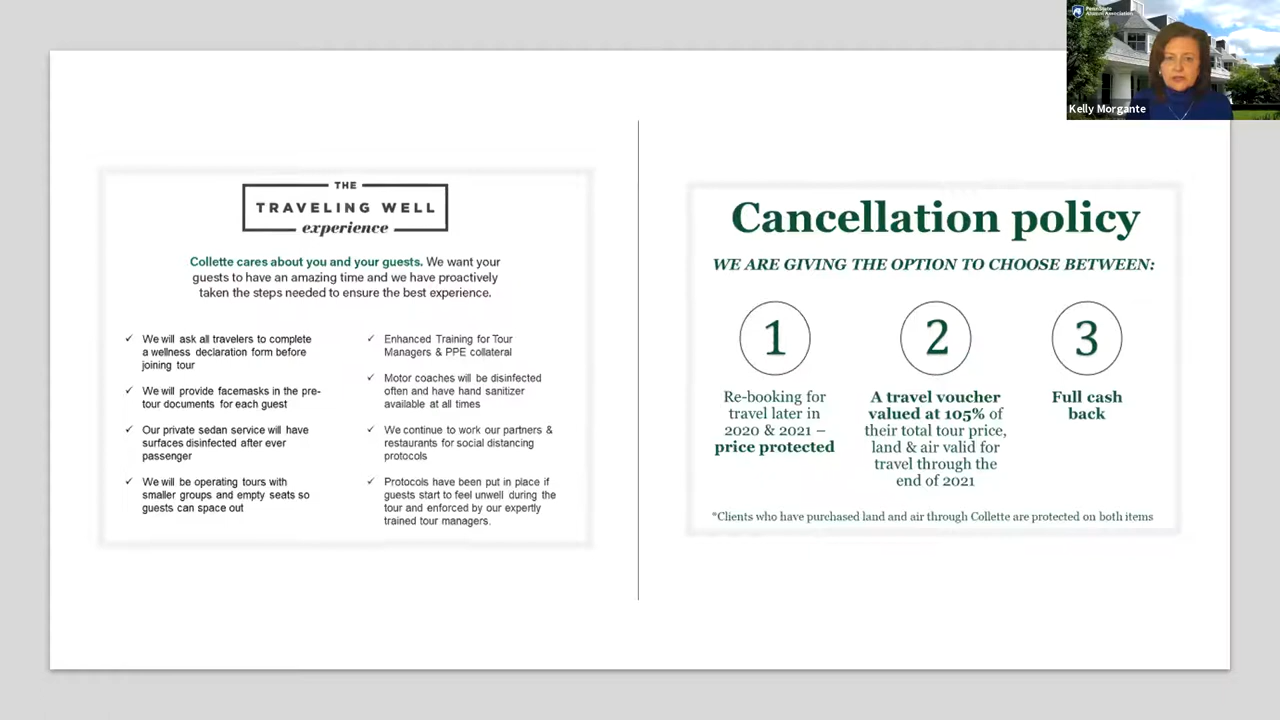 PennState
Alumni Association
Kelly Morgante
THE
TRAVELING WELL
experience
Collette cares about you and your guests. We want your
guests to have an amazing time and we have proactively
taken the steps needed to ensure the best experience.
✓ We will ask all travelers to complete
a wellness declaration form before
joining tour
✓ We will provide facemasks in the pre-
tour documents for each guest
✓ Our private sedan service will have
surfaces disinfected after ever
passenger
✓ We will be operating tours with
smaller groups and empty seats so
guests can space out
✓ Enhanced Training for Tour
Managers & PPE collateral
✓ Motor coaches will be disinfected
often and have hand sanitizer
available at all times
✓ We continue to work our partners &
restaurants for social distancing
protocols
✓ Protocols have been put in place if
guests start to feel unwell during the
tour and enforced by our expertly
trained tour managers.
Cancellation policy
WE ARE GIVING THE OPTION TO CHOOSE BETWEEN:
1
Re-booking for
travel later in
2020 & 2021 –
price protected
2
A travel voucher
valued at 105% of
their total tour price,
land & air valid for
travel through the
end of 2021
3
Full cash
back
*Clients who have purchased land and air through Collette are protected on both items